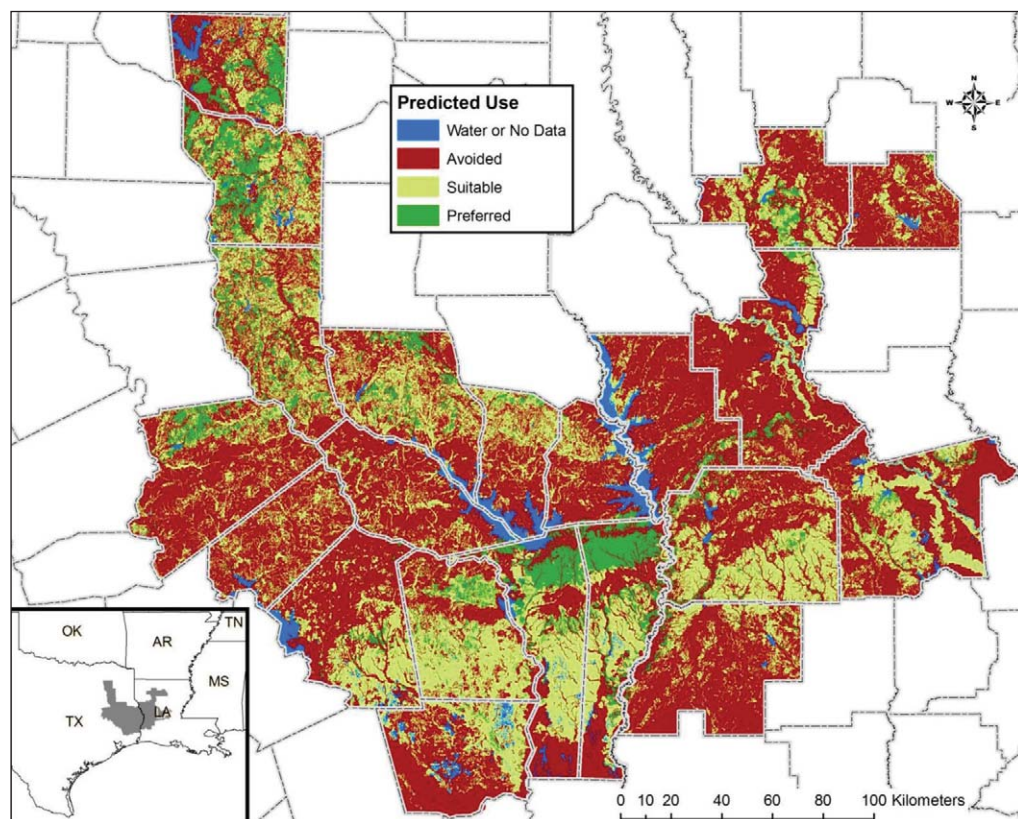 Predicted Use
Water or No Data
Avoided
Suitable
Preferred
N
W E
S
OK
AR
TN
MS
TX
LA
0 10 20 40 60 80 100 Kilometers